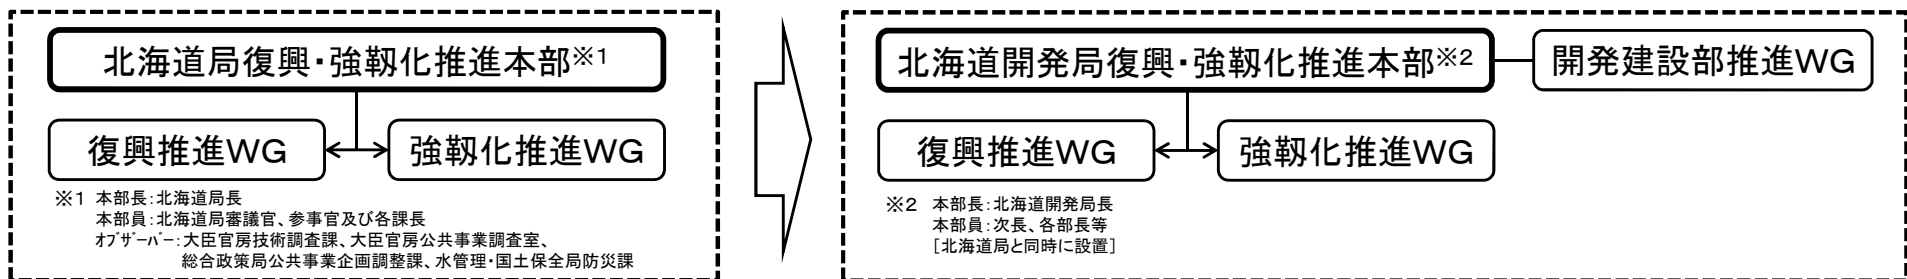 北海道局復興・強靱化推進本部※1
復興推進WG
強靱化推進WG
※1 本部長:北海道局長
本部員:北海道局審議官、参事官及び各課長
オブザーバー:大臣官房技術調査課、大臣官房公共事業調査室、
総合政策局公共事業企画調整課、水管理・国土保全局防災課
北海道開発局復興・強靱化推進本部※2
開発建設部推進WG
復興推進WG
強靱化推進WG
※2 本部長:北海道開発局長
本部員:次長、各部長等
[北海道局と同時に設置]